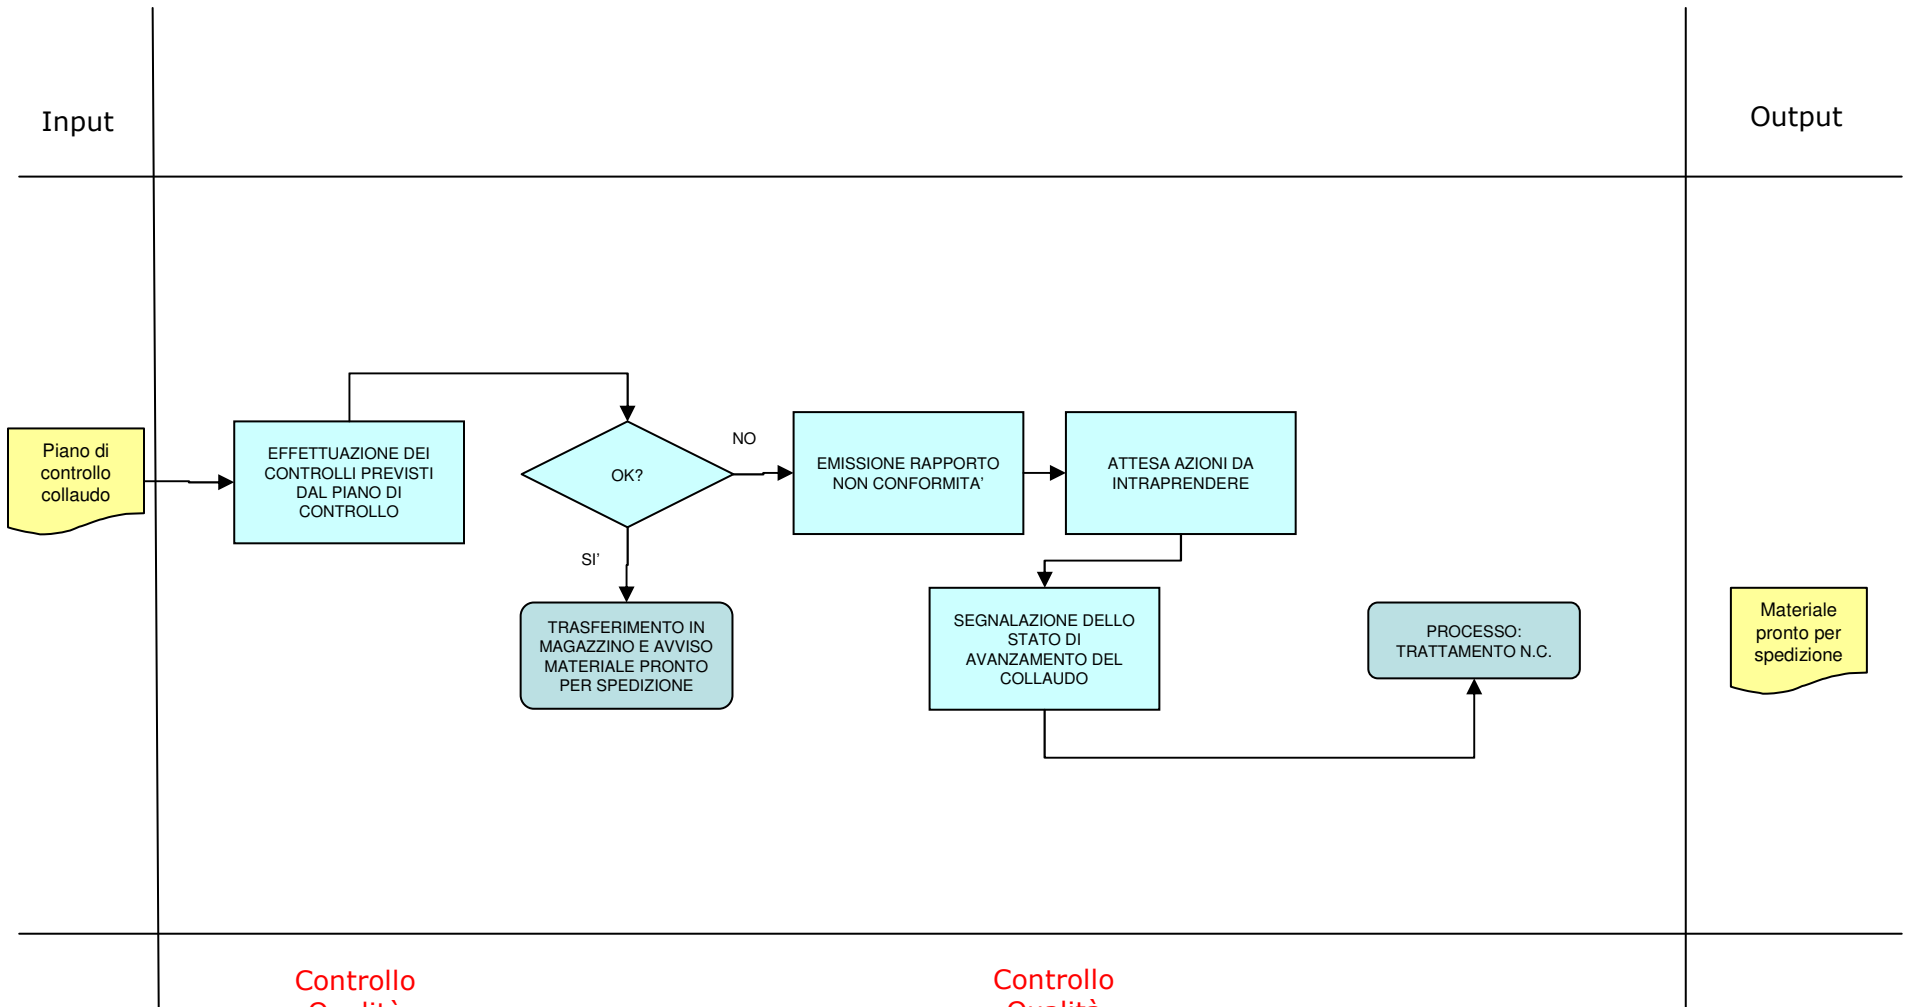 Input
Output
Piano di
controllo
collaudo
EFFETTUAZIONE DEI
CONTROLLI PREVISTI
DAL PIANO DI
CONTROLLO
OK?
NO
SI’
EMISSIONE RAPPORTO
NON CONFORMITA’
ATTESA AZIONI DA
INTRAPRENDERE
TRASFERIMENTO IN
MAGAZZINO E AVVISO
MATERIALE PRONTO
PER SPEDIZIONE
SEGNALAZIONE DELLO
STATO DI
AVANZAMENTO DEL
COLLAUDO
PROCESSO:
TRATTAMENTO N.C.
Materiale
pronto per
spedizione
Controllo
Qualità
Controllo
Qualità